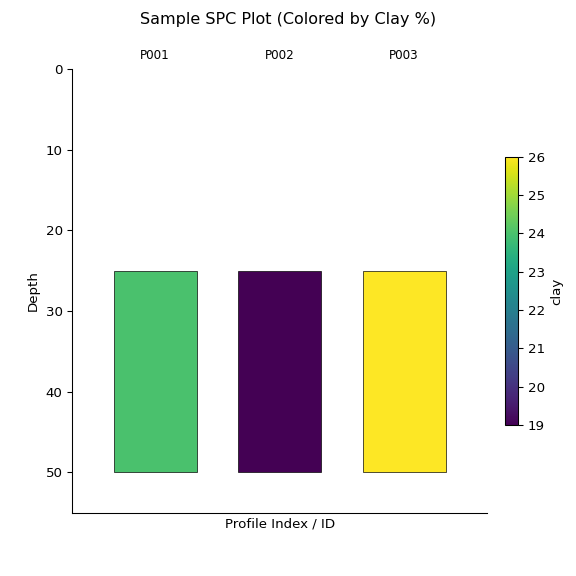 Sample SPC Plot (Colored by Clay %)
P001 P002 P003
0
10
20
30
40
50
Depth
Profile Index / ID
26
25
24
23
22
21
20
19
clay